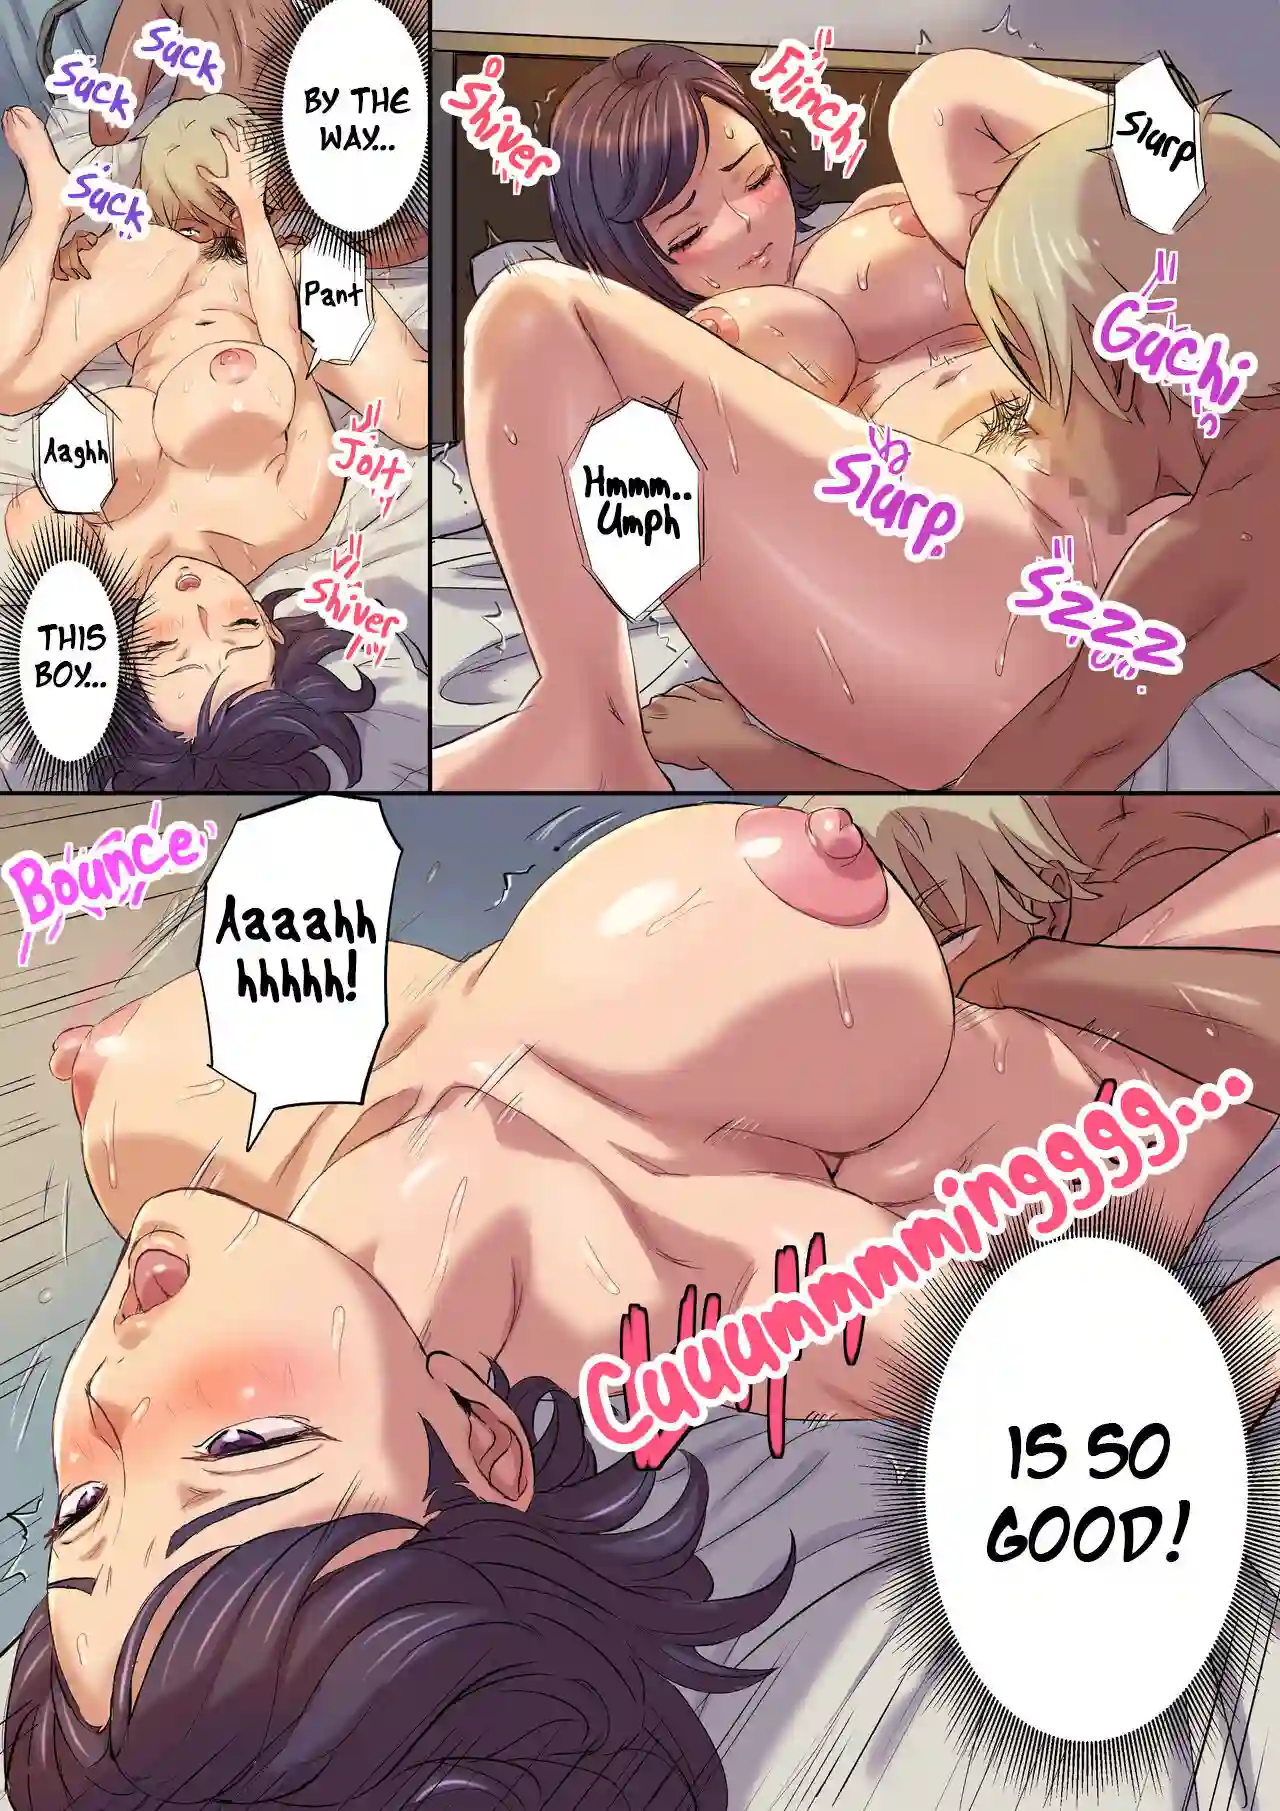 Suck
Suck
Suck
BY THE
WAY...
Pant
Aaghh
Jolt
Shiver
THIS
BOY...
Shiver
Flinch
Slurp
Guchi
Hmmm..
Umph
Slurp
Szzz
Bounce
Aaaahh
hhhhh!
Cuuummmmingggg...
IS SO
GOOD!